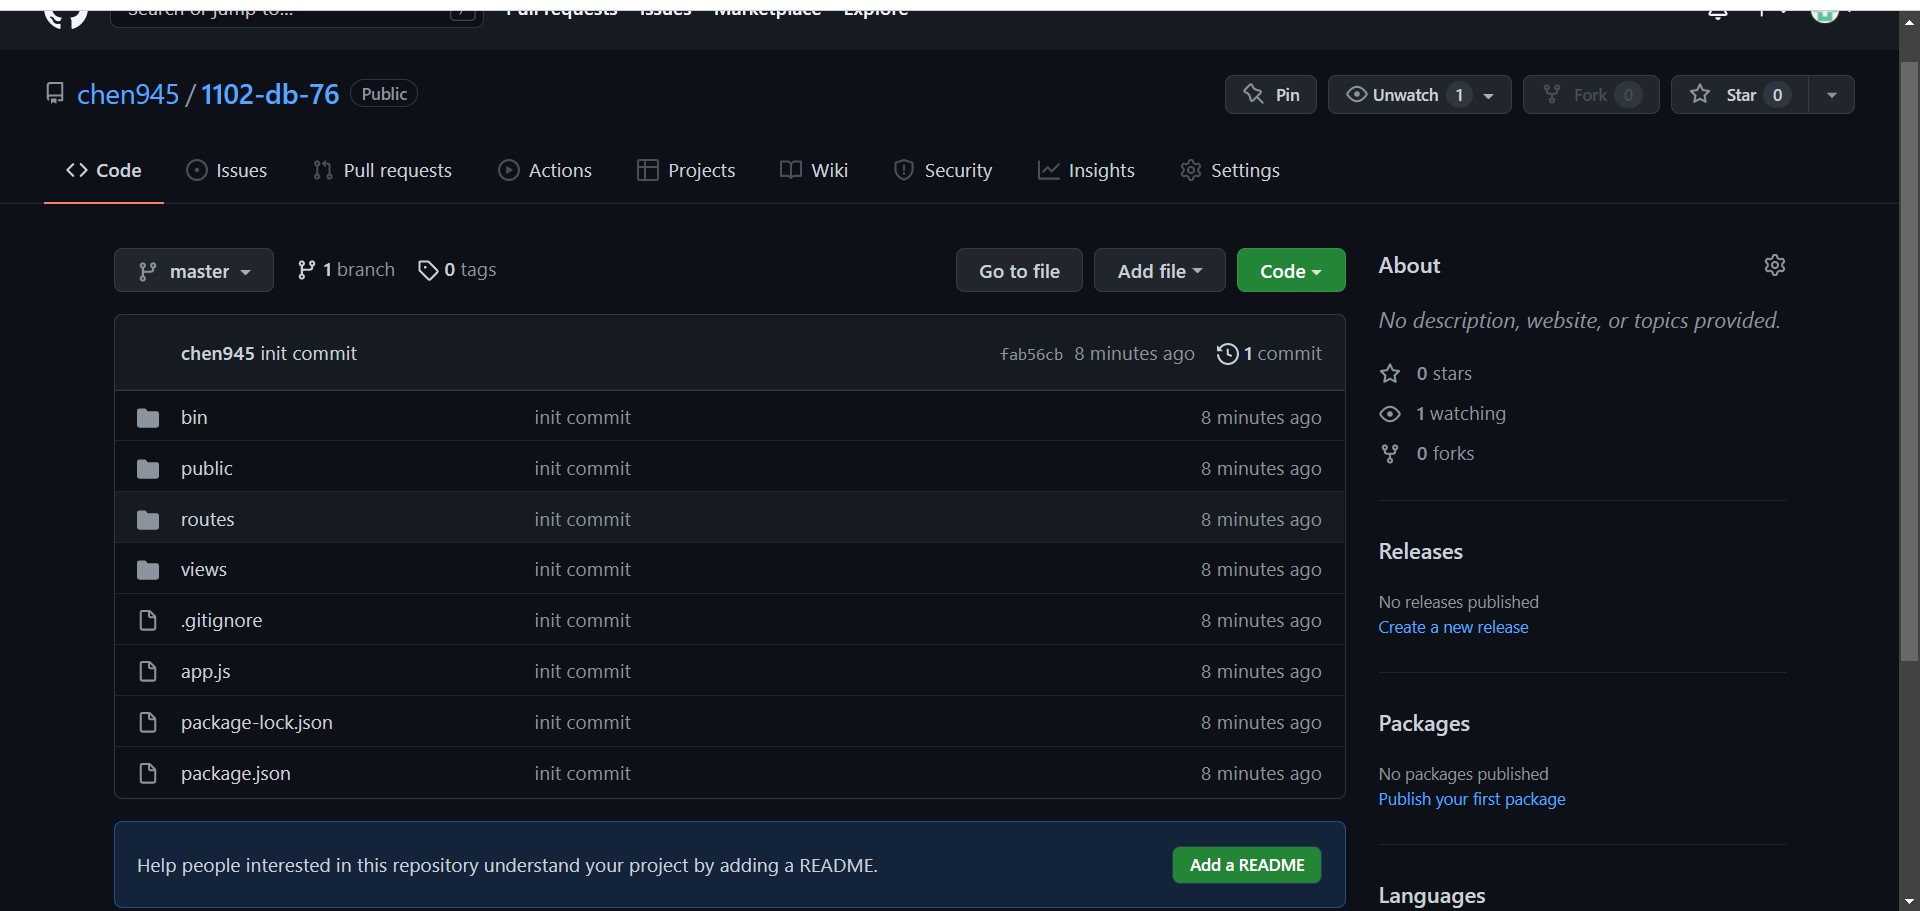 Search or jump to...
Pull requests Issues Marketplace Explore
chen945 / 1102-db-76 Public
Pin
Unwatch 1
Fork 0
Star 0
Code
Issues
Pull requests
Actions
Projects
Wiki
Security
Insights
Settings
master
1 branch
0 tags
Go to file
Add file
Code
chen945 init commit fab56cb 8 minutes ago 1 commit
bin init commit 8 minutes ago
public init commit 8 minutes ago
routes init commit 8 minutes ago
views init commit 8 minutes ago
.gitignore init commit 8 minutes ago
app.js init commit 8 minutes ago
package-lock.json init commit 8 minutes ago
package.json init commit 8 minutes ago
Help people interested in this repository understand your project by adding a README.
Add a README
About
No description, website, or topics provided.
0 stars
1 watching
0 forks
Releases
No releases published
Create a new release
Packages
No packages published
Publish your first package
Languages